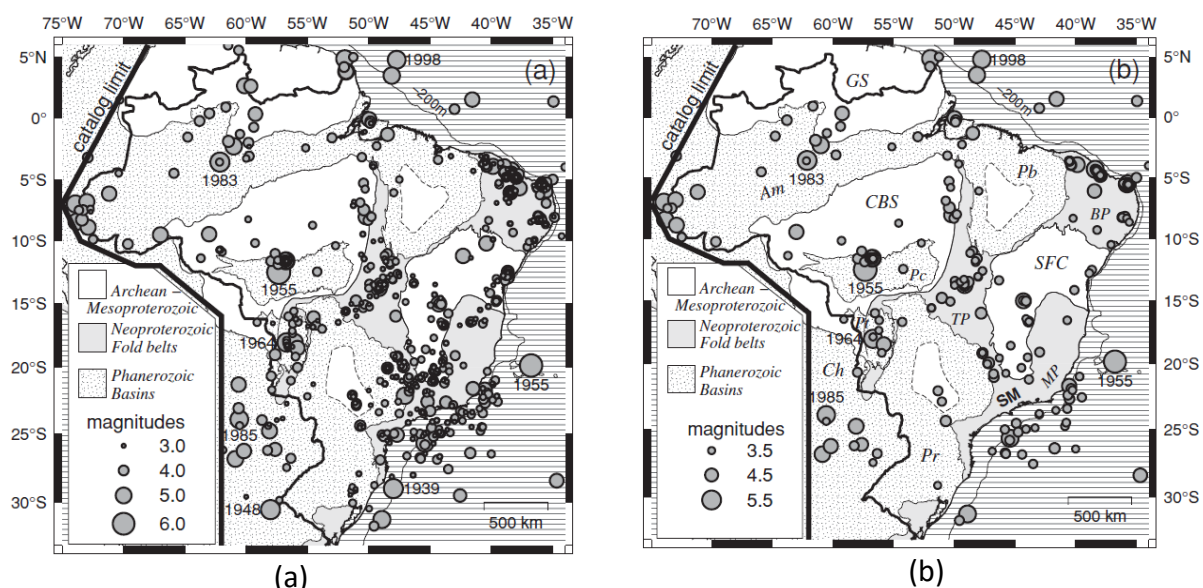 75°W 70°W 65°W 60°W 55°W 50°W 45°W 40°W 35°W
5°N
0°
5°S
10°S
15°S
20°S
25°S
30°S
(a)
catalog limit
1998
200m
1983
1955
1964
1955
1985
1939
1948
Archean –
Mesoproterozoic
Neoproterozoic
Fold belts
Phanerozoic
Basins
magnitudes
3.0
4.0
5.0
6.0
500 km
(a)
70°W 65°W 60°W 55°W 50°W 45°W 40°W 35°W
5°N
0°
5°S
10°S
15°S
20°S
25°S
30°S
(b)
catalog limit
GS
1998
200m
1983
Am
Pb
CBS
BP
SFC
1955
Pc
Archean –
Mesoproterozoic
Neoproterozoic
Fold belts
Phanerozoic
Basins
TP
1964
Ch
MP
1955
1985
SM
Pr
magnitudes
3.5
4.5
5.5
500 km
(b)